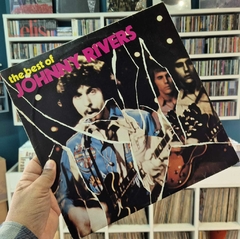 the best of
JOHNNY RIVERS